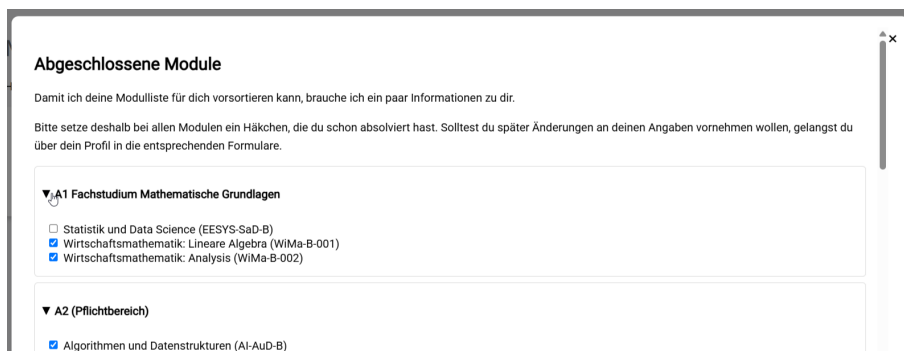 Abgeschlossene Module
Damit ich deine Modulliste für dich vorsortieren kann, brauche ich ein paar Informationen zu dir.
Bitte setze deshalb bei allen Modulen ein Häkchen, die du schon absolviert hast. Solltest du später Änderungen an deinen Angaben vornehmen wollen, gelangst du
über dein Profil in die entsprechenden Formulare.
A1 Fachstudium Mathematische Grundlagen
Statistik und Data Science (EESYS-SaD-B)
Wirtschaftsmathematik: Lineare Algebra (WiMa-B-001)
Wirtschaftsmathematik: Analysis (WiMa-B-002)
A2 (Pflichtbereich)
Algorithmen und Datenstrukturen (AI-AuD-B)